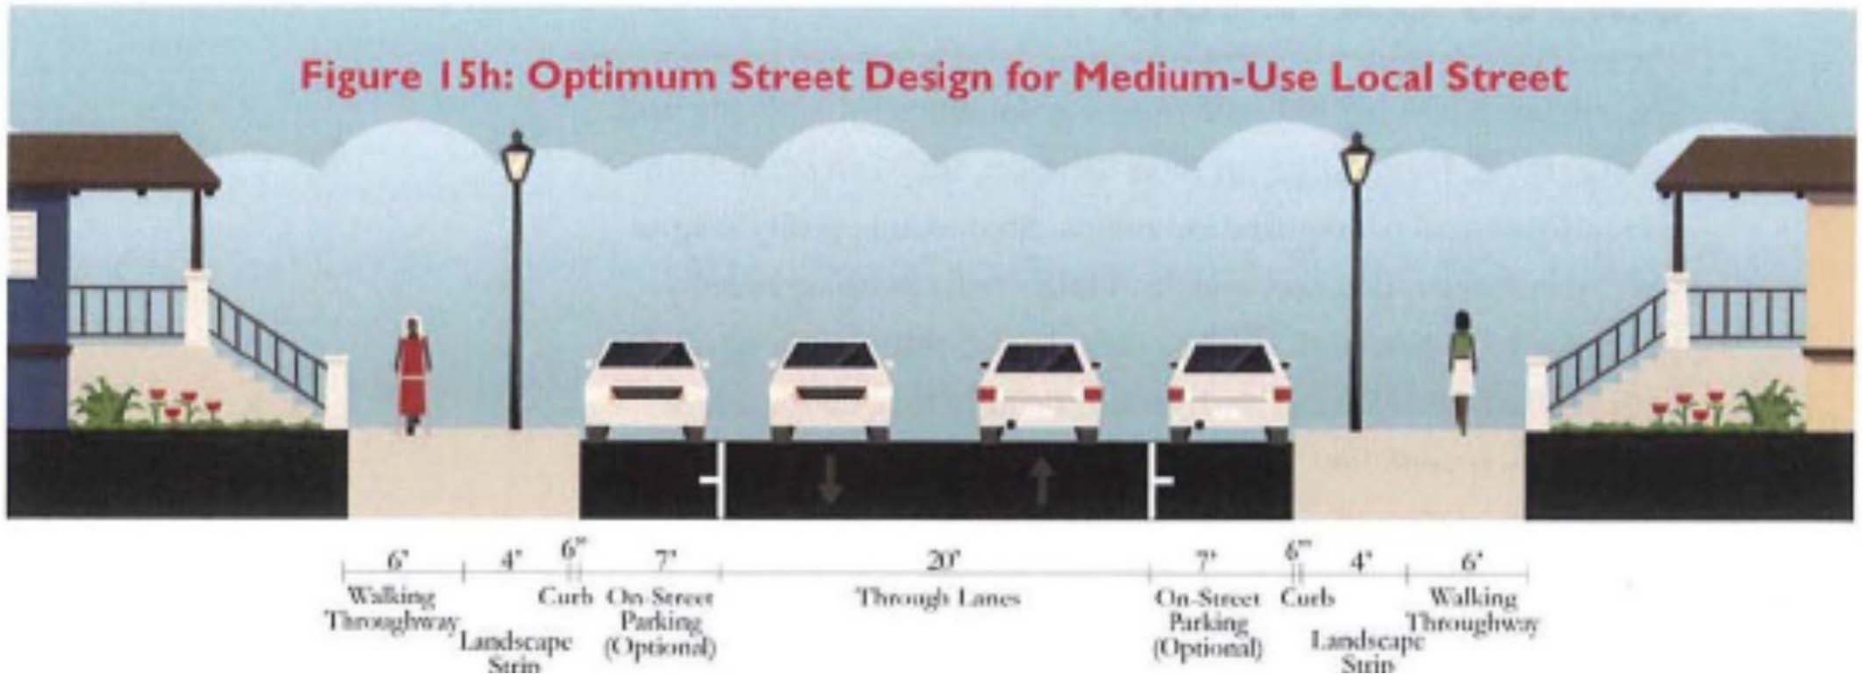 Figure 15h: Optimum Street Design for Medium-Use Local Street
6' 4' 6" 7' 20' 7' 6" 4' 6'
Walking Throughway
Landscape Strip
Curb
On-Street Parking (Optional)
Through Lanes
On-Street Parking (Optional)
Curb
Landscape Strip
Walking Throughway